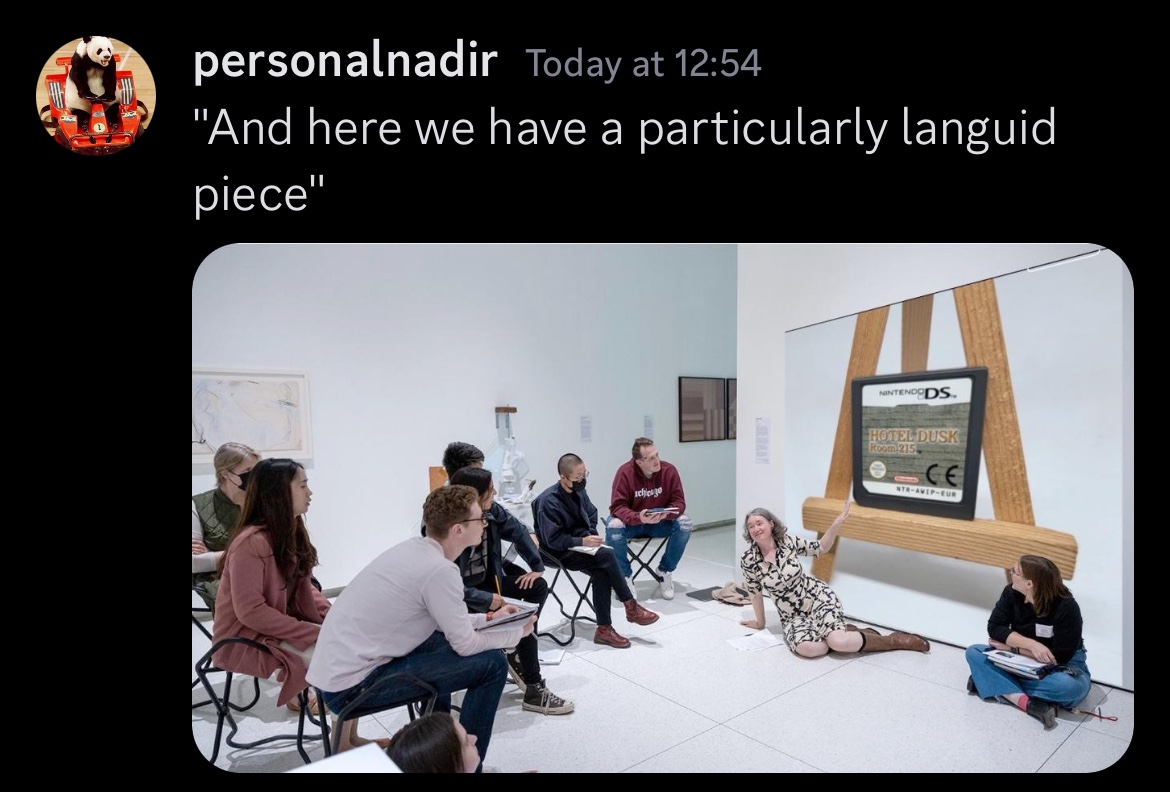 personalnadir Today at 12:54
"And here we have a particularly languid
piece"
NINTENDO DS™
HOTEL DUSK
Room 215
CE
NTR-AWIP-EUR